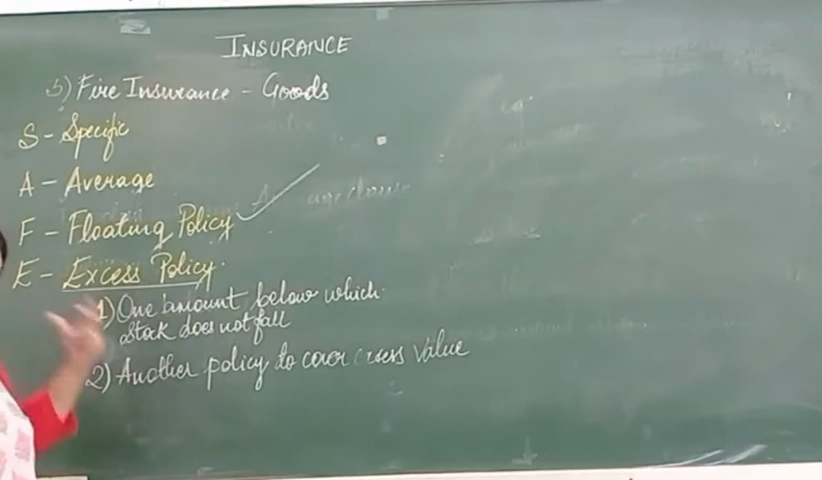 INSURANCE
3) Fire Insurance - Goods
S - Specific
A - Average
F - Floating Policy
E - Excess Policy
1) One amount below which
stock does not fall
2) Another policy to cover excess value